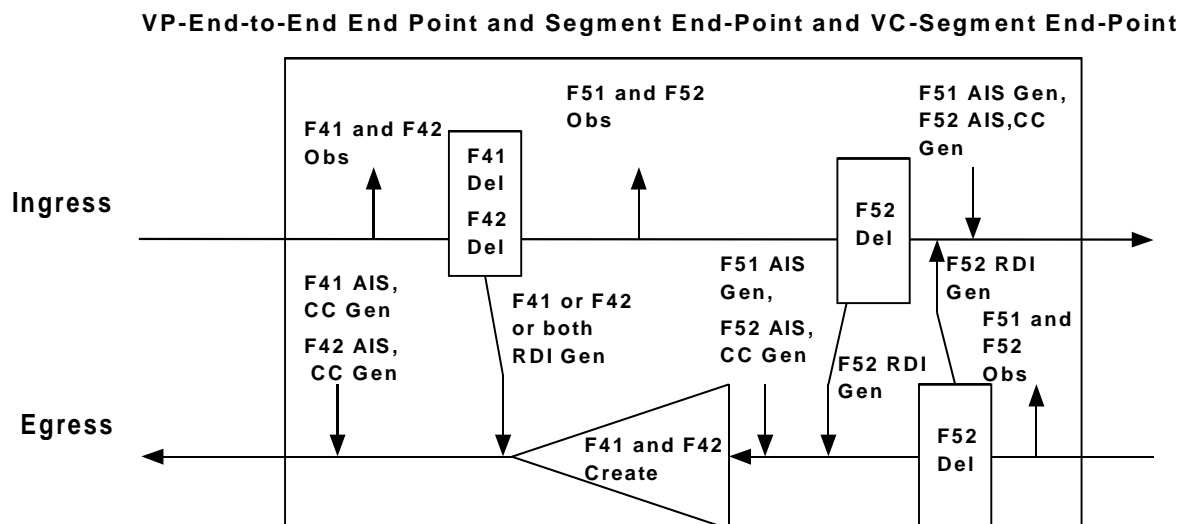 VP-End-to-End End Point and Segment End-Point and VC-Segment End-Point
F41 and F42
Obs
F41
Del
F42
Del
F51 and F52
Obs
F51 AIS Gen,
F52 AIS,CC
Gen
Ingress
F52
Del
F41 AIS,
CC Gen
F42 AIS,
CC Gen
F41 or F42
or both
RDI Gen
F51 AIS
Gen,
F52 AIS,
CC Gen
F52 RDI
Gen
F52 RDI
Gen
F51 and
F52
Obs
Egress
F41 and F42
Create
F52
Del